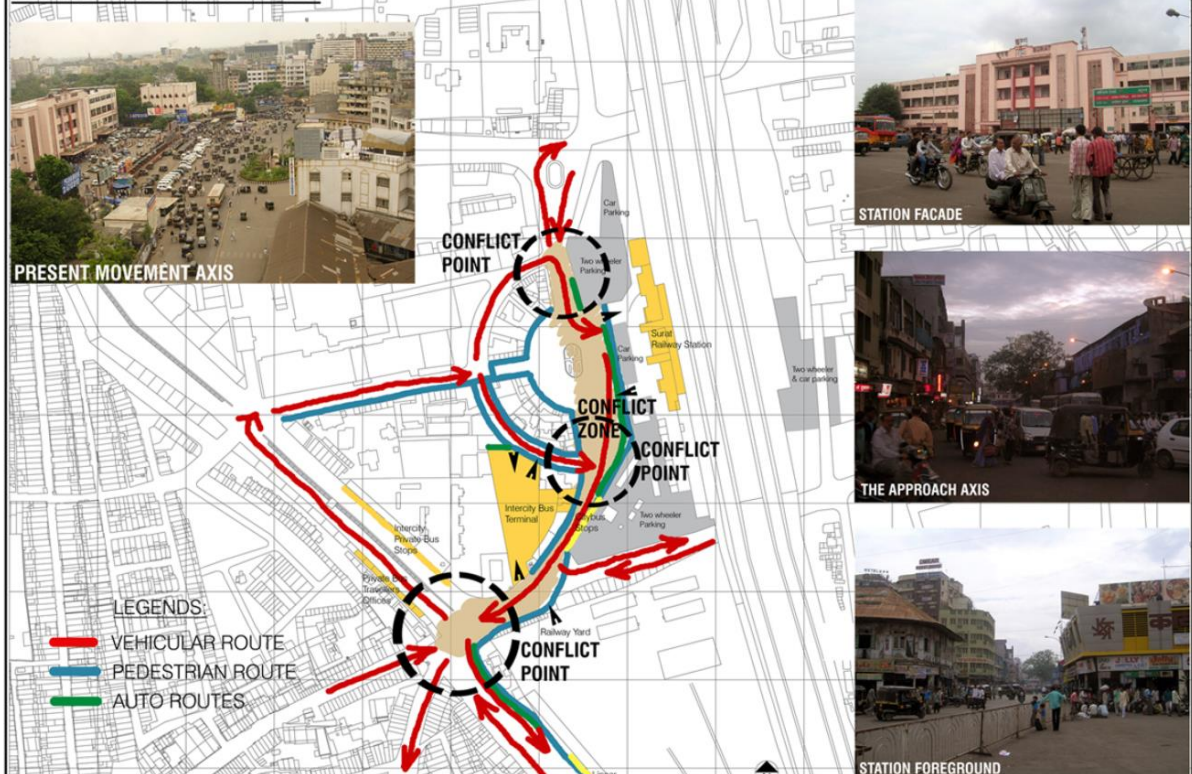 PRESENT MOVEMENT AXIS
CONFLICT
POINT
Car
Parking
Two wheeler
Parking
Surat
Railway Station
Car
Parking
Two wheeler
& car parking
CONFLICT
ZONE
CONFLICT
POINT
Intercity Bus
Terminal
Citybus
Stops
Two wheeler
Parking
Intercity
Private Bus
Stops
Private Bus
Travellers
Offices
Railway Yard
CONFLICT
POINT
LEGENDS:
VEHICULAR ROUTE
PEDESTRIAN ROUTE
AUTO ROUTES
STATION FACADE
THE APPROACH AXIS
STATION FOREGROUND